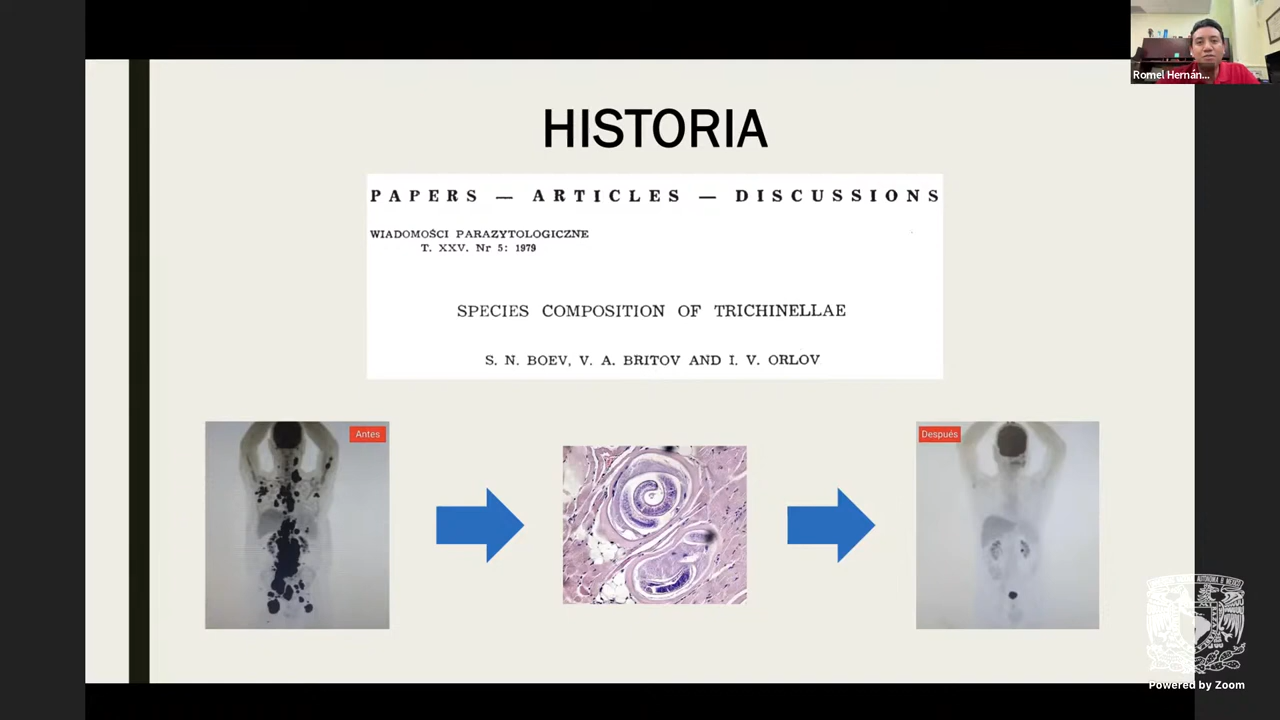 Romel Hernán...
HISTORIA
PAPERS — ARTICLES — DISCUSSIONS
WIADOMOŚCI PARAZYTOLOGICZNE
T. XXV. Nr 5: 1979
SPECIES COMPOSITION OF TRICHINELLAE
S. N. BOEV, V. A. BRITOV AND I. V. ORLOV
Antes
Después
Powered by Zoom